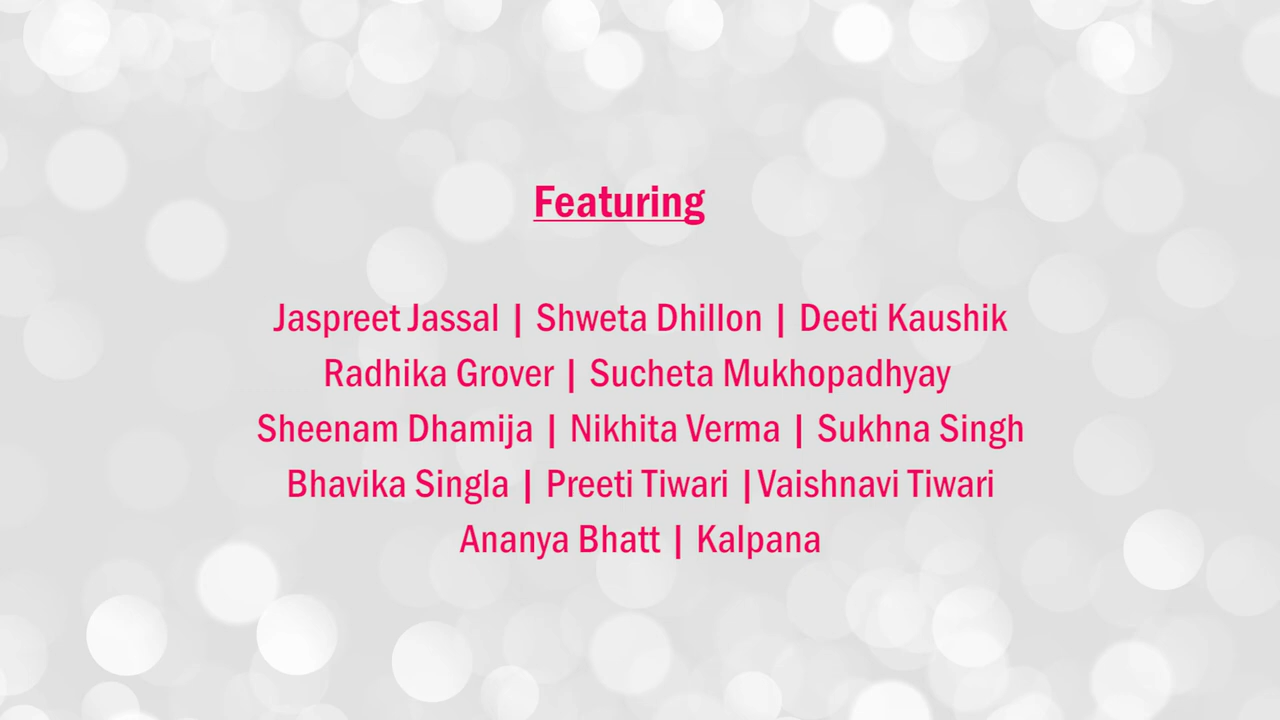 Featuring
Jaspreet Jassal | Shweta Dhillon | Deeti Kaushik
Radhika Grover | Sucheta Mukhopadhyay
Sheenam Dhamija | Nikhita Verma | Sukhna Singh
Bhavika Singla | Preeti Tiwari |Vaishnavi Tiwari
Ananya Bhatt | Kalpana